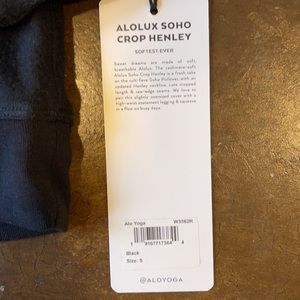 ALOLUX SOHO
CROP HENLEY
SOFTEST EVER
Sweet dreams are made of soft,
breathable Alolux. The cashmere-soft
Alolux Soho Crop Henley is a fresh take
on the cult-fave Soho Pullover, with an
updated Henley neckline, cute cropped
length & raw-edge seams. We love to
pair this slightly oversized cover with a
high-waist statement legging & squeeze
in a flow on busy days.
Alo Yoga W3562R
Black
Size: S
@ALOYOGA